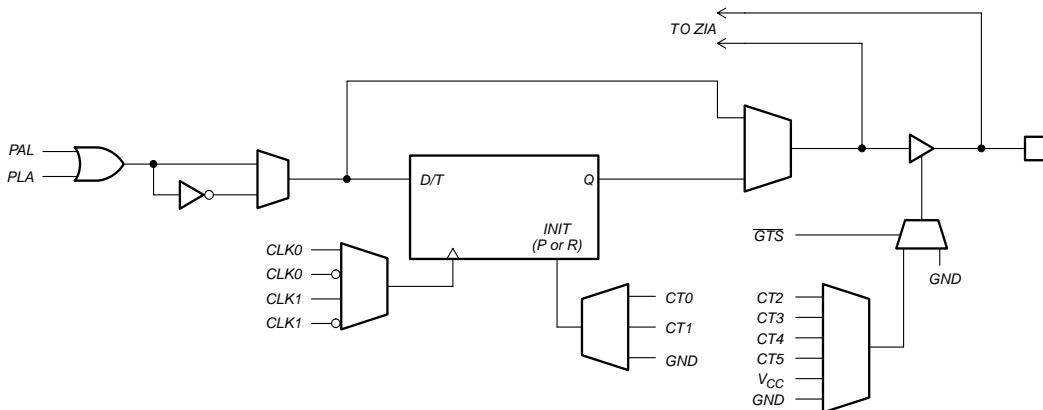 TO ZIA
PAL
PLA
D/T
Q
INIT
(P or R)
GTS
CLK0
CLK0
CLK1
CLK1
CT0
CT1
GND
GND
CT2
CT3
CT4
CT5
VCC
GND